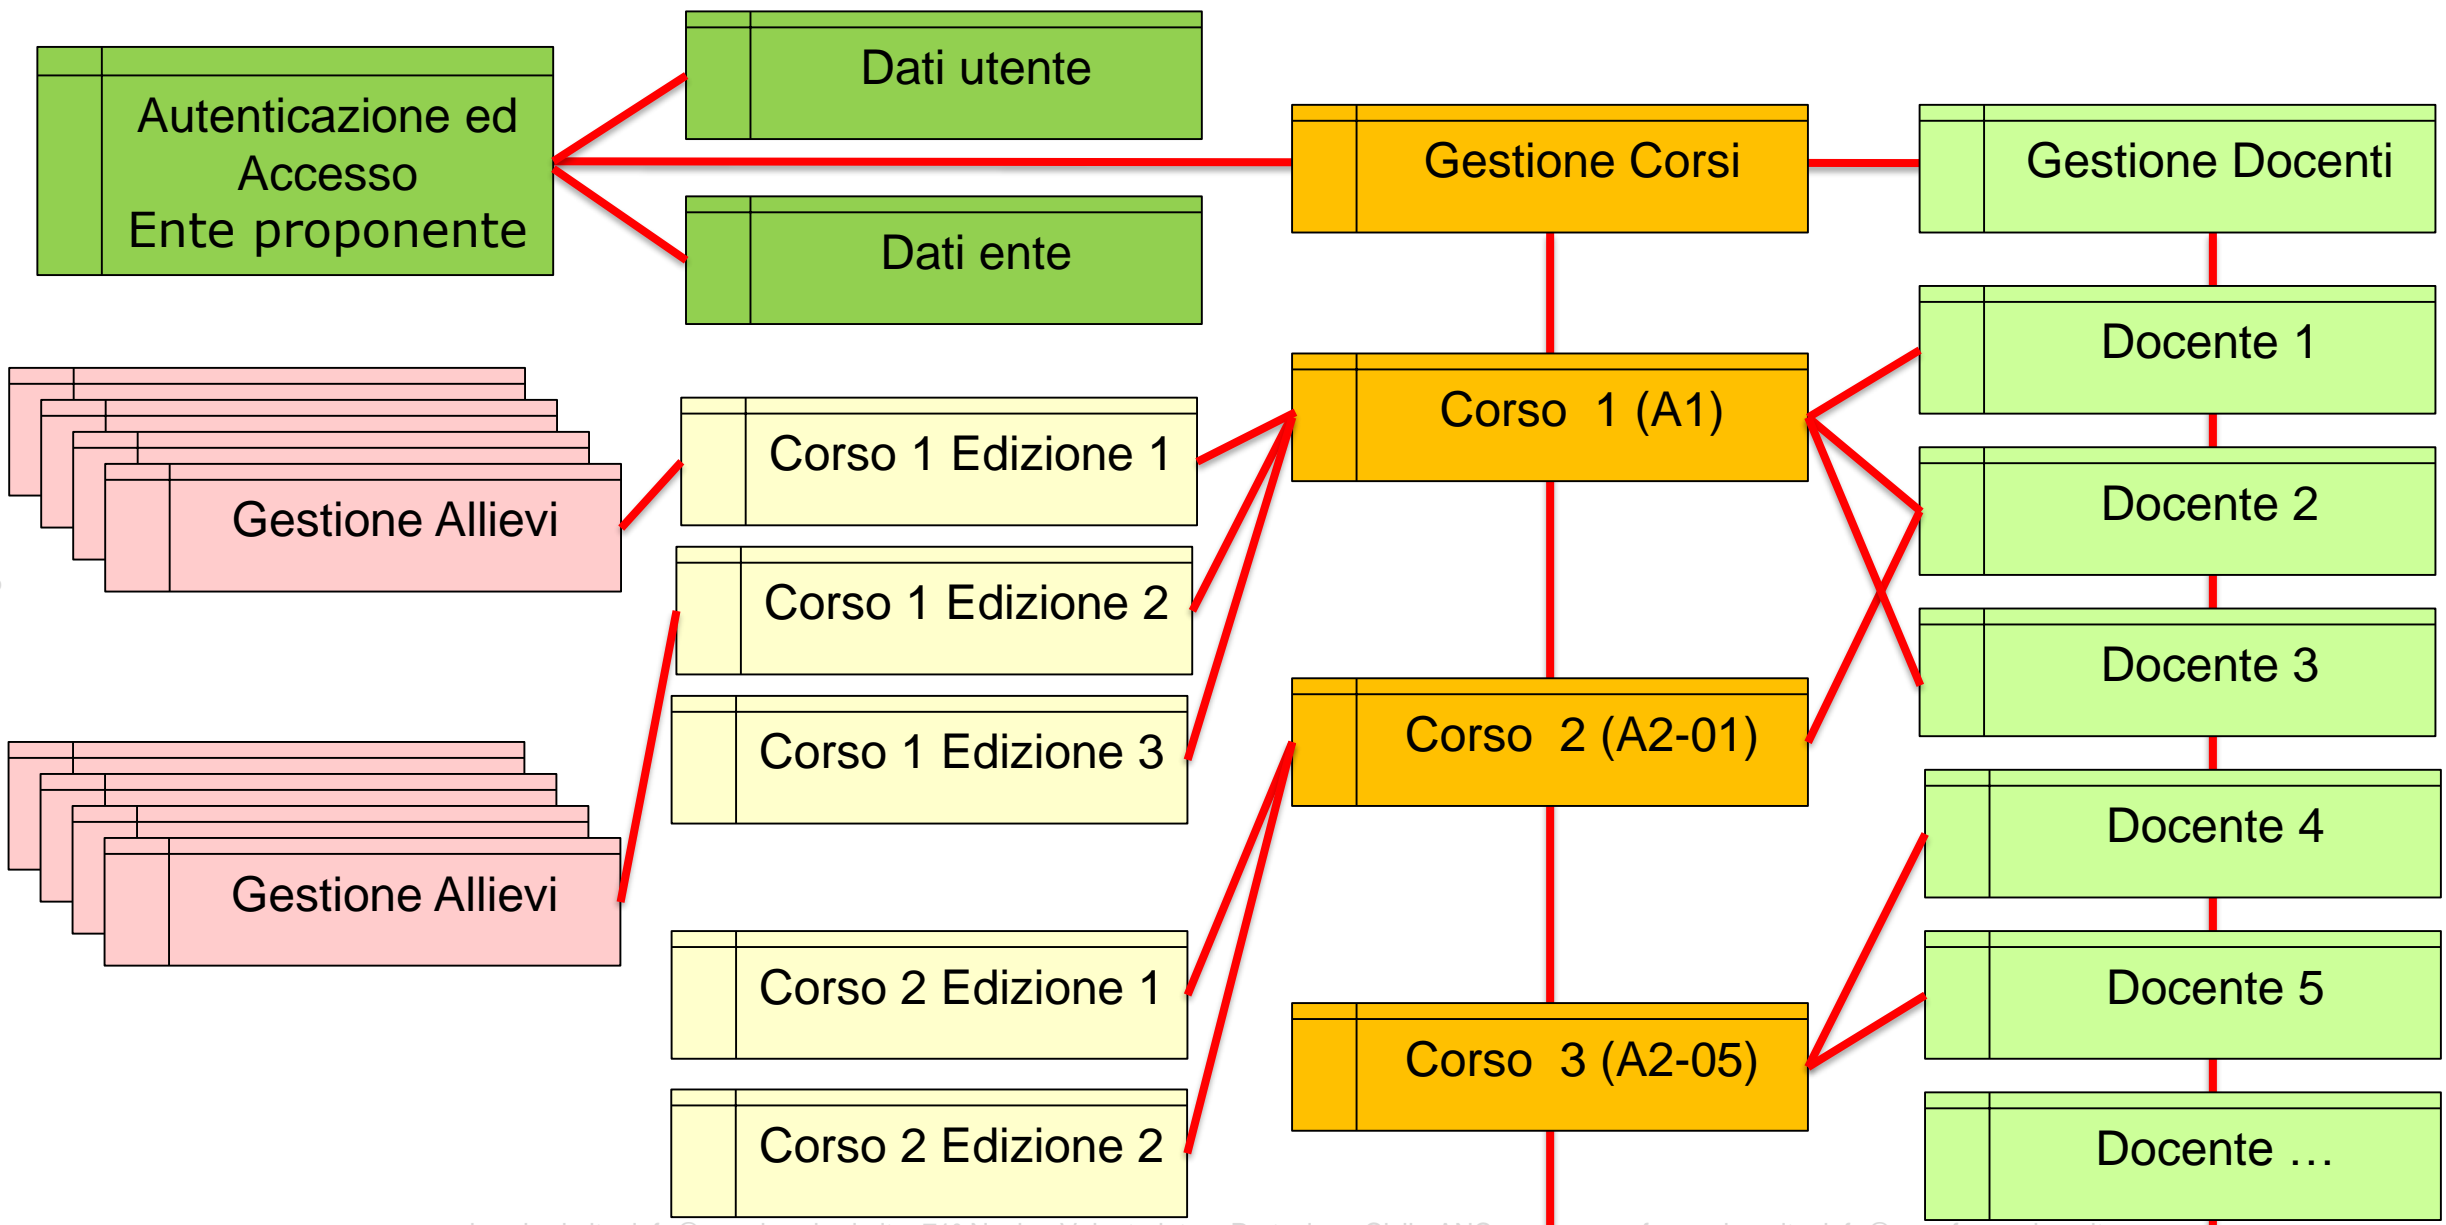 Dati utente
Autenticazione ed
Accesso
Ente proponente
Gestione Corsi
Gestione Docenti
Dati ente
Docente 1
Corso  1 (A1)
Corso 1 Edizione 1
Docente 2
Gestione Allievi
Corso 1 Edizione 2
Docente 3
Corso  2 (A2-01)
Corso 1 Edizione 3
Docente 4
Gestione Allievi
Corso 2 Edizione 1
Docente 5
Corso  3 (A2-05)
Corso 2 Edizione 2
Docente …